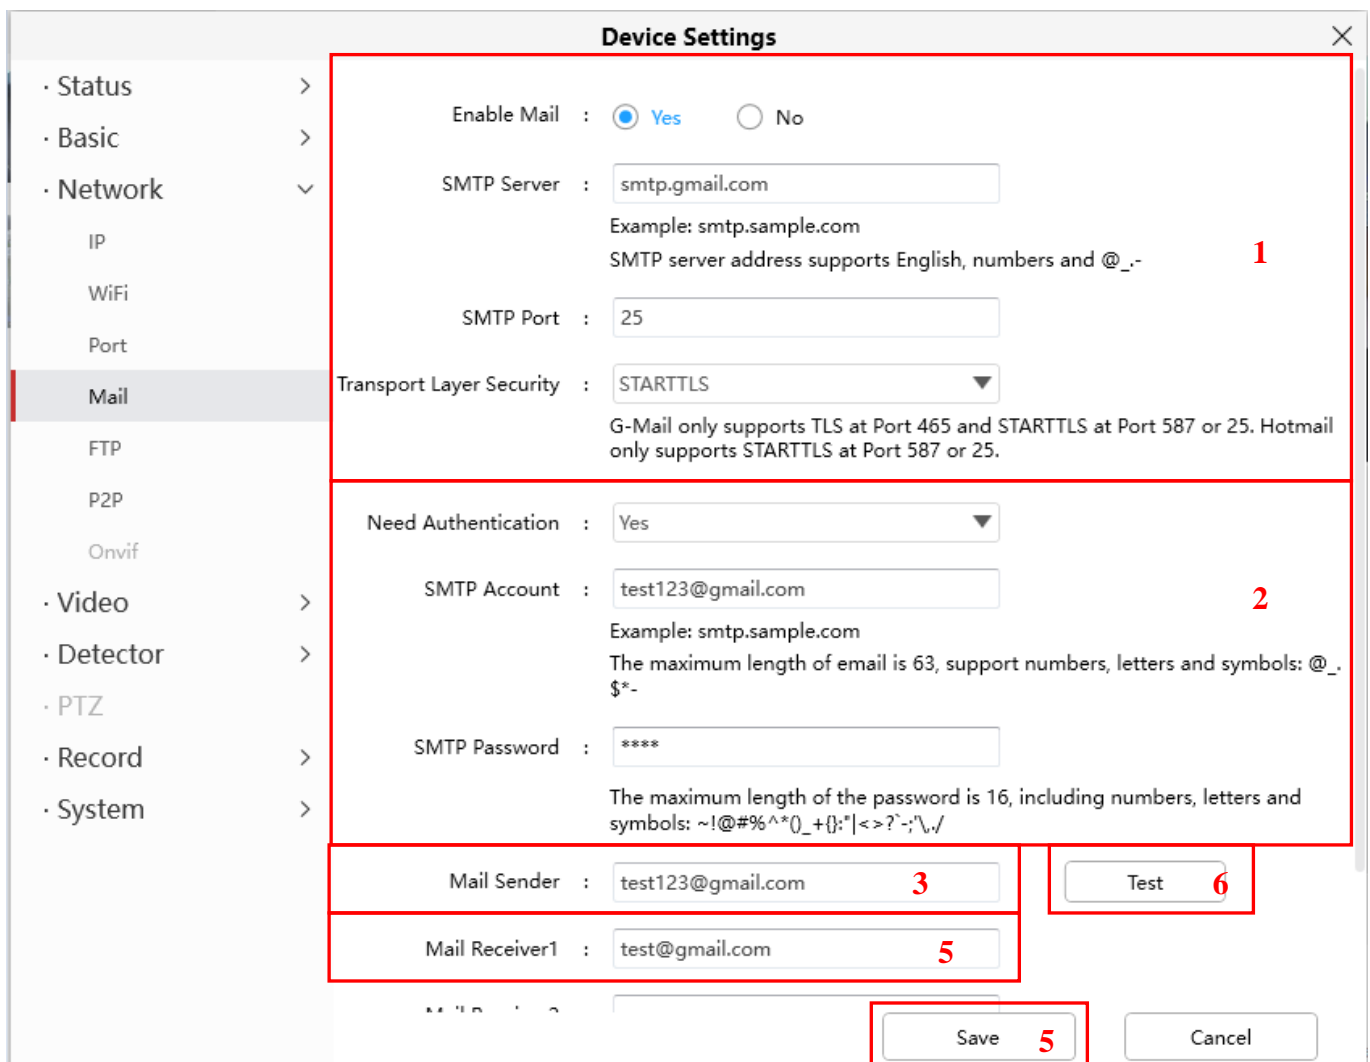 Device Settings
· Status
· Basic
· Network
IP
WiFi
Port
Mail
FTP
P2P
Onvif
· Video
· Detector
· PTZ
· Record
· System
Enable Mail : Yes No
SMTP Server : smtp.gmail.com
Example: smtp.sample.com
SMTP server address supports English, numbers and @_.-
1
SMTP Port : 25
Transport Layer Security : STARTTLS
G-Mail only supports TLS at Port 465 and STARTTLS at Port 587 or 25. Hotmail
only supports STARTTLS at Port 587 or 25.
Need Authentication : Yes
SMTP Account : test123@gmail.com
2
Example: smtp.sample.com
The maximum length of email is 63, support numbers, letters and symbols: @_.
$*-
SMTP Password : ****
The maximum length of the password is 16, including numbers, letters and
symbols: ~!@#%^*()_+{}:"|<>?`-;'\,./
Mail Sender : test123@gmail.com 3
Test 6
Mail Receiver1 : test@gmail.com 5
Save 5
Cancel